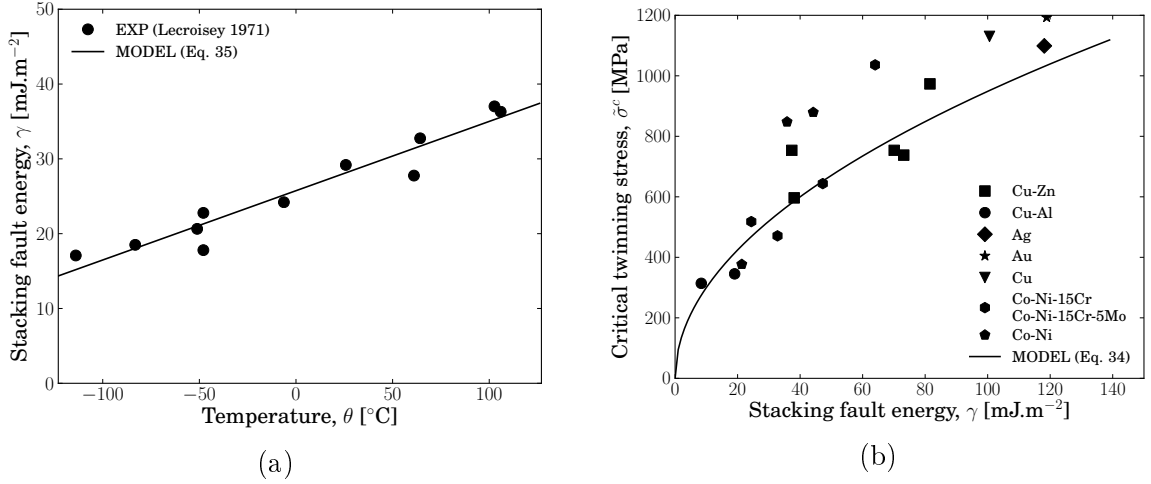 50
40
30
20
10
0
Stacking fault energy, γ [mJ.m−2]
EXP (Lecroisey 1971)
MODEL (Eq. 35)
−100
−50
0
50
100
Temperature, θ [°C]
(a)
1200
1000
800
600
400
200
0
Critical twinning stress, σ̃ᶜ [MPa]
Cu-Zn
Cu-Al
Ag
Au
Cu
Co-Ni-15Cr
Co-Ni-15Cr-5Mo
Co-Ni
MODEL (Eq. 34)
0
20
40
60
80
100
120
140
Stacking fault energy, γ [mJ.m−2]
(b)